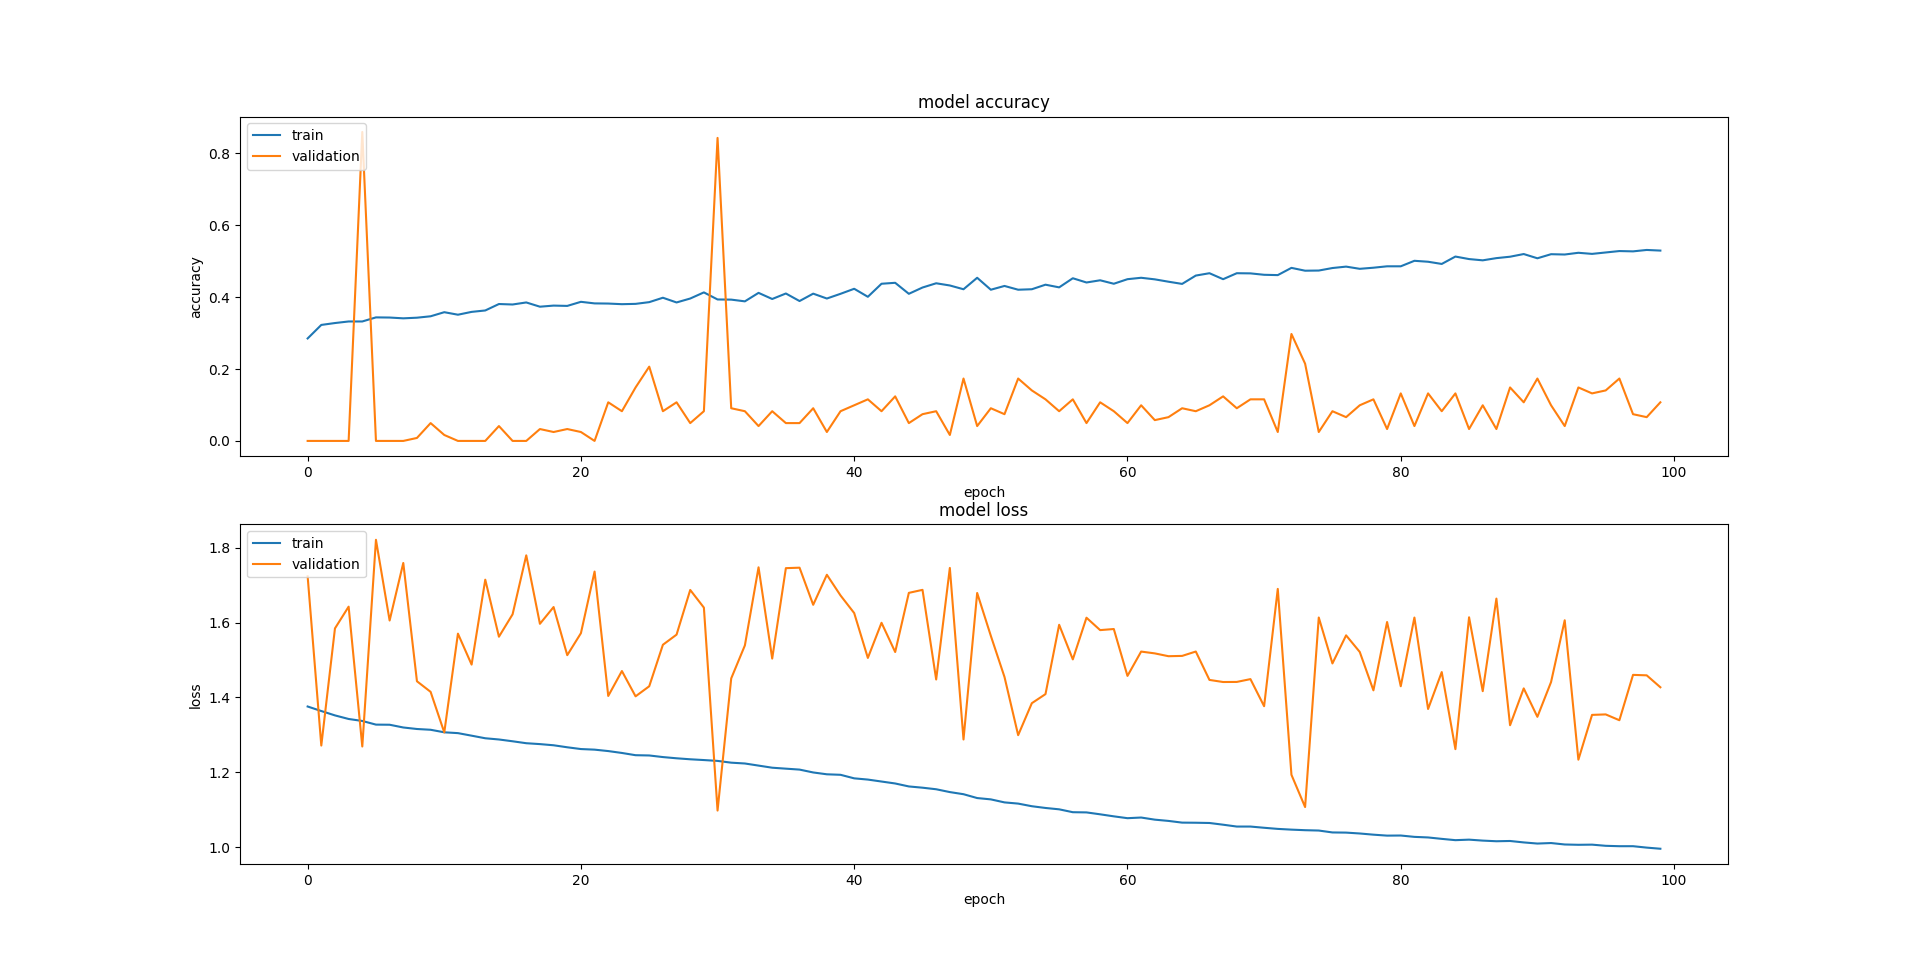 model accuracy
train
validation
0.8
0.6
0.4
0.2
0.0
accuracy
0 20 40 60 80 100
epoch
model loss
train
validation
1.8
1.6
1.4
1.2
1.0
loss
0 20 40 60 80 100
epoch